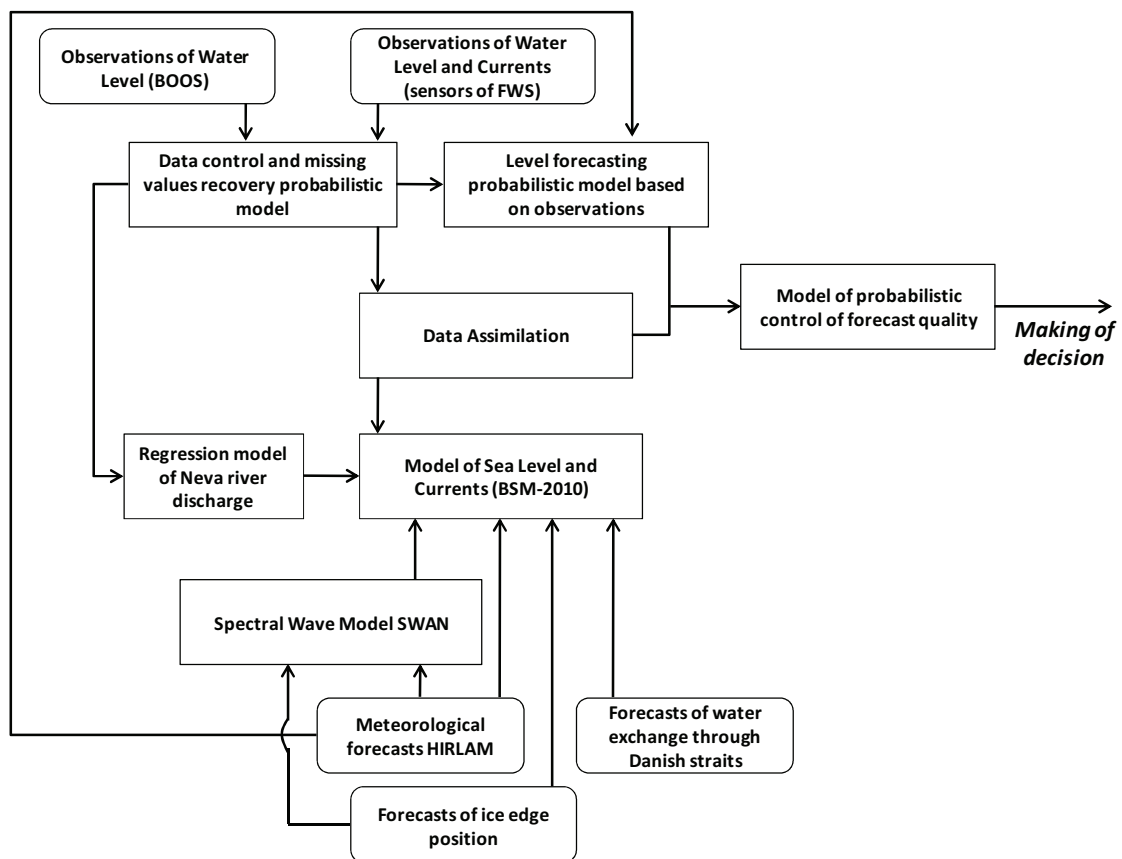 Observations of Water
Level (BOOS)
Observations of Water
Level and Currents
(sensors of FWS)
Data control and missing
values recovery probabilistic
model
Level forecasting
probabilistic model based
on observations
Data Assimilation
Model of probabilistic
control of forecast quality
Making of
decision
Regression model
of Neva river
discharge
Model of Sea Level and
Currents (BSM-2010)
Spectral Wave Model SWAN
Meteorological
forecasts HIRLAM
Forecasts of water
exchange through
Danish straits
Forecasts of ice edge
position